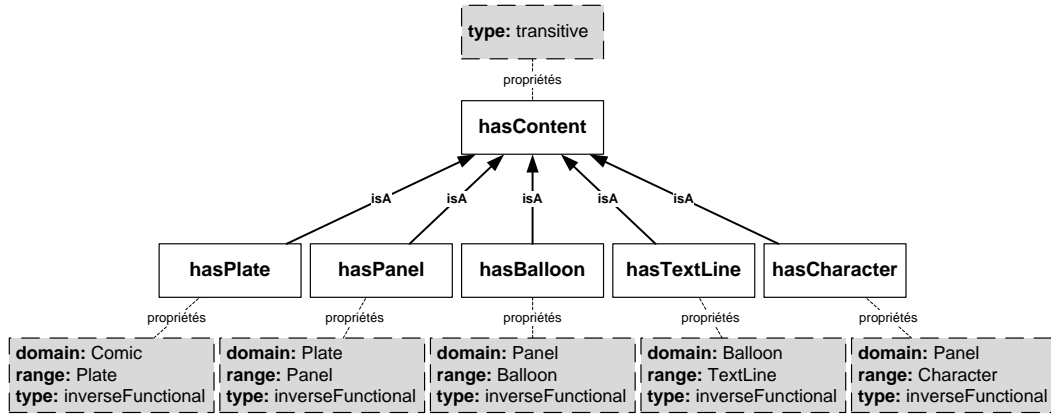 type: transitive
propriétés
hasContent
isA isA isA isA isA
hasPlate hasPanel hasBalloon hasTextLine hasCharacter
propriétés propriétés propriétés propriétés propriétés
domain: Comic
range: Plate
type: inverseFunctional
domain: Plate
range: Panel
type: inverseFunctional
domain: Panel
range: Balloon
type: inverseFunctional
domain: Balloon
range: TextLine
type: inverseFunctional
domain: Panel
range: Character
type: inverseFunctional